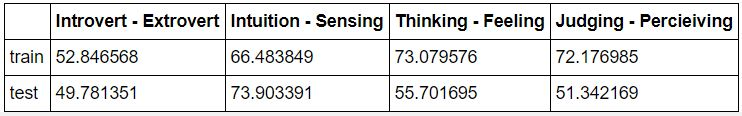 Introvert - Extrovert Intuition - Sensing Thinking - Feeling Judging - Percieiving
train 52.846568 66.483849 73.079576 72.176985
test 49.781351 73.903391 55.701695 51.342169